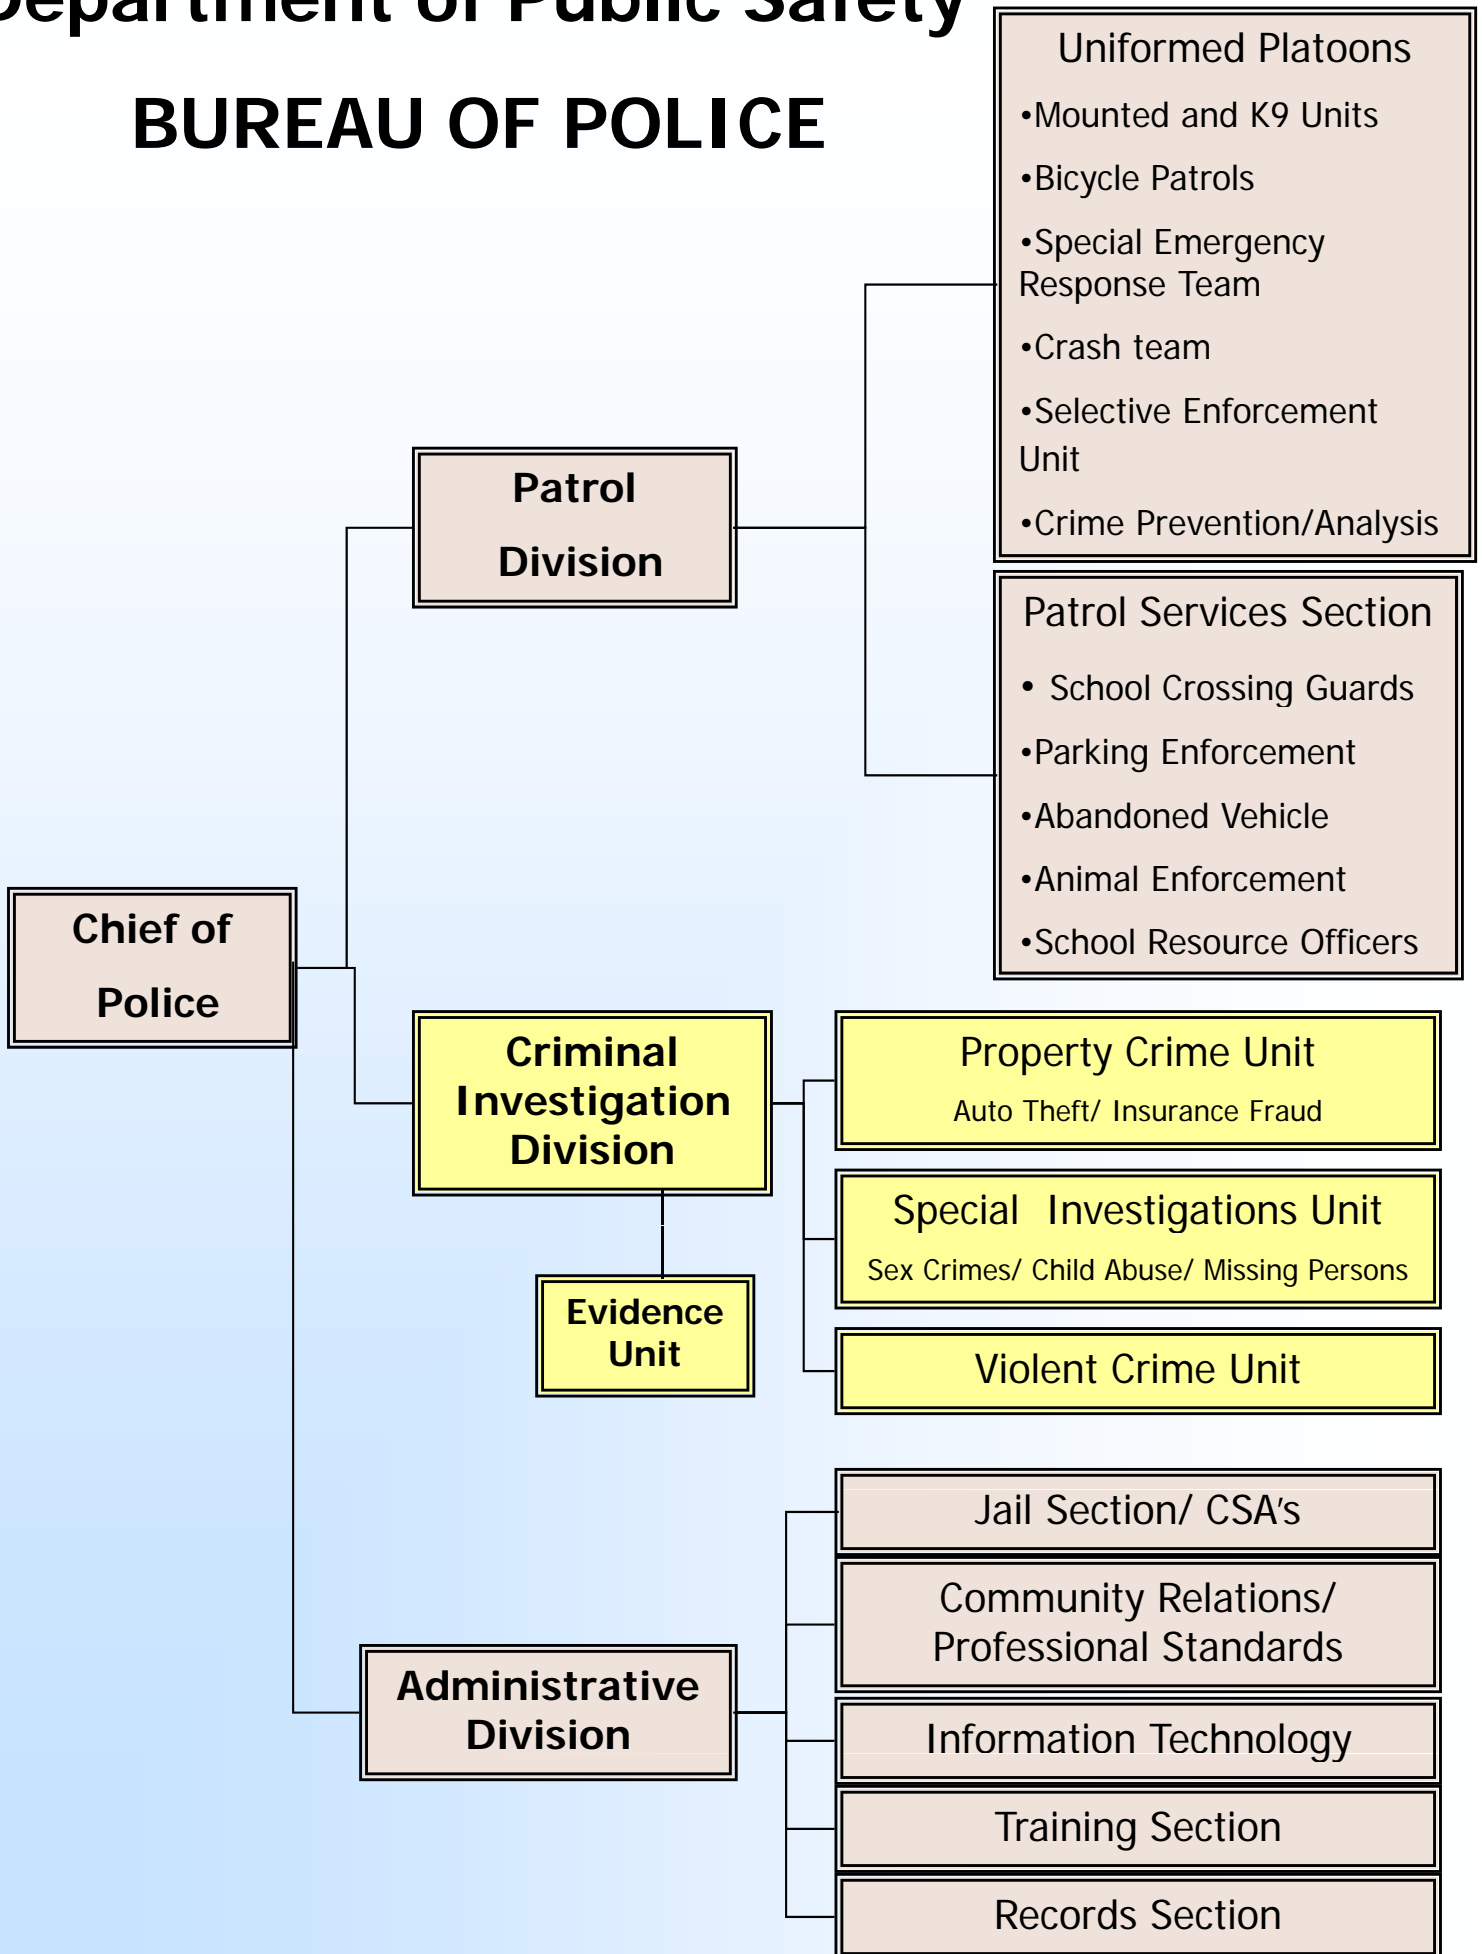 Department of Public Safety
BUREAU OF POLICE
Uniformed Platoons
•Mounted and K9 Units
•Bicycle Patrols
•Special Emergency
Response Team
•Crash team
•Selective Enforcement
Unit
•Crime Prevention/Analysis
Patrol
Division
Patrol Services Section
• School Crossing Guards
•Parking Enforcement
•Abandoned Vehicle
•Animal Enforcement
•School Resource Officers
Chief of
Police
Criminal
Investigation
Division
Property Crime Unit
Auto Theft/ Insurance Fraud
Special Investigations Unit
Sex Crimes/ Child Abuse/ Missing Persons
Evidence
Unit
Violent Crime Unit
Administrative
Division
Jail Section/ CSA's
Community Relations/
Professional Standards
Information Technology
Training Section
Records Section